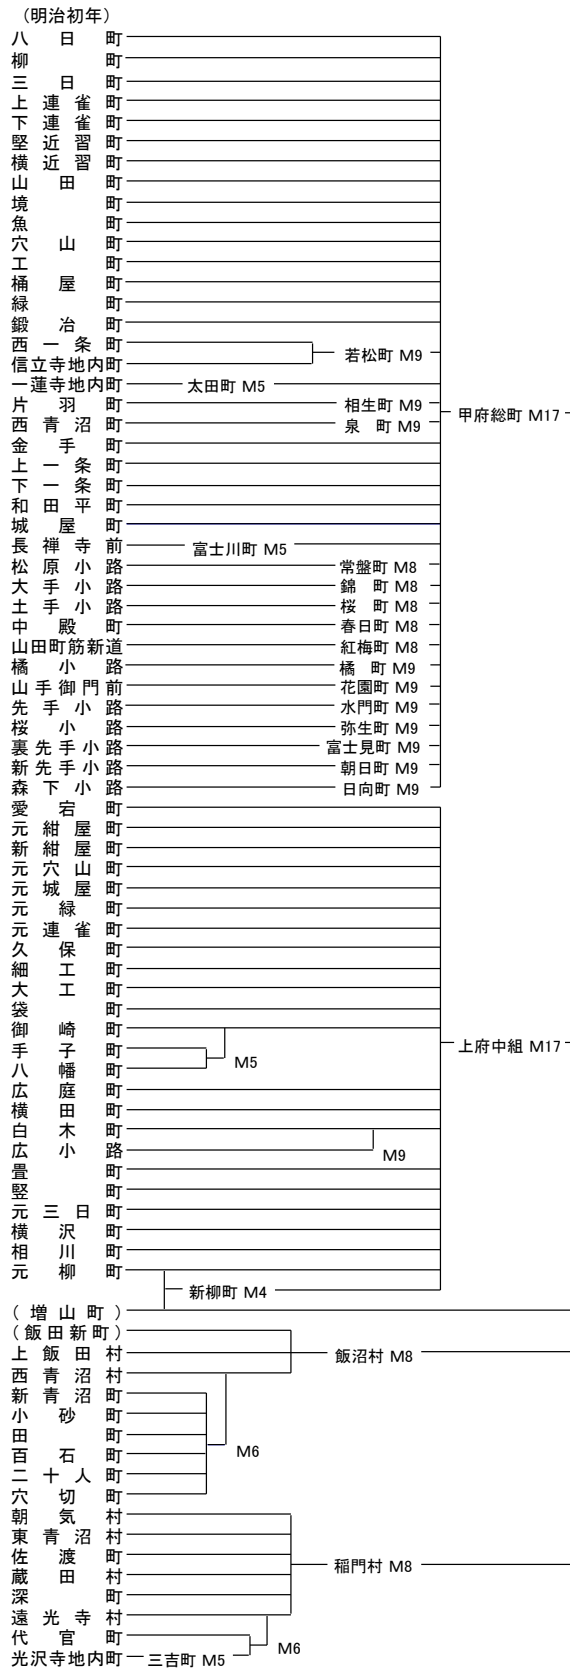 （明治初年）
八日町
柳町
三日町
上連雀町
下連雀町
堅近習町
横近習町
山田町
境町
魚町
穴山町
工町
桶屋町
緑町
鍛冶町
西一条町
信立寺地内町
若松町 M9
一蓮寺地内町 太田町 M5
片羽町 相生町 M9
甲府総町 M17
西青沼町 泉町 M9
金手町
上一条町
下一条町
和田平町
城屋町
長禅寺前 富士川町 M5
松原小路 常盤町 M8
大手小路 錦町 M8
土手小路 桜町 M8
中殿町 春日町 M8
山田町筋新道 紅梅町 M8
橘小路 橘町 M9
山手御門前 花園町 M9
先手小路 水門町 M9
桜小路 弥生町 M9
裏先手小路 富士見町 M9
新先手小路 朝日町 M9
森下小路 日向町 M9
愛宕町
元紺屋町
新紺屋町
元穴山町
元城屋町
元緑町
元連雀町
久保町
細工町
大工町
袋町
御崎町
手子町
上府中組 M17
八幡町
M5
広庭町
横田町
白木町
広小路
M9
畳町
竪町
元三日町
横沢町
相川町
元柳町
新柳町 M4
（増山町）
（飯田新町）
上飯田村 飯沼村 M8
西青沼村
新青沼町
小砂町
田町
百石町
M6
二十人町
穴切町
朝気村
東青沼村
佐渡町
蔵田村
稲門村 M8
深町
遠光寺村
代官町
M6
光沢寺地内町 三吉町 M5